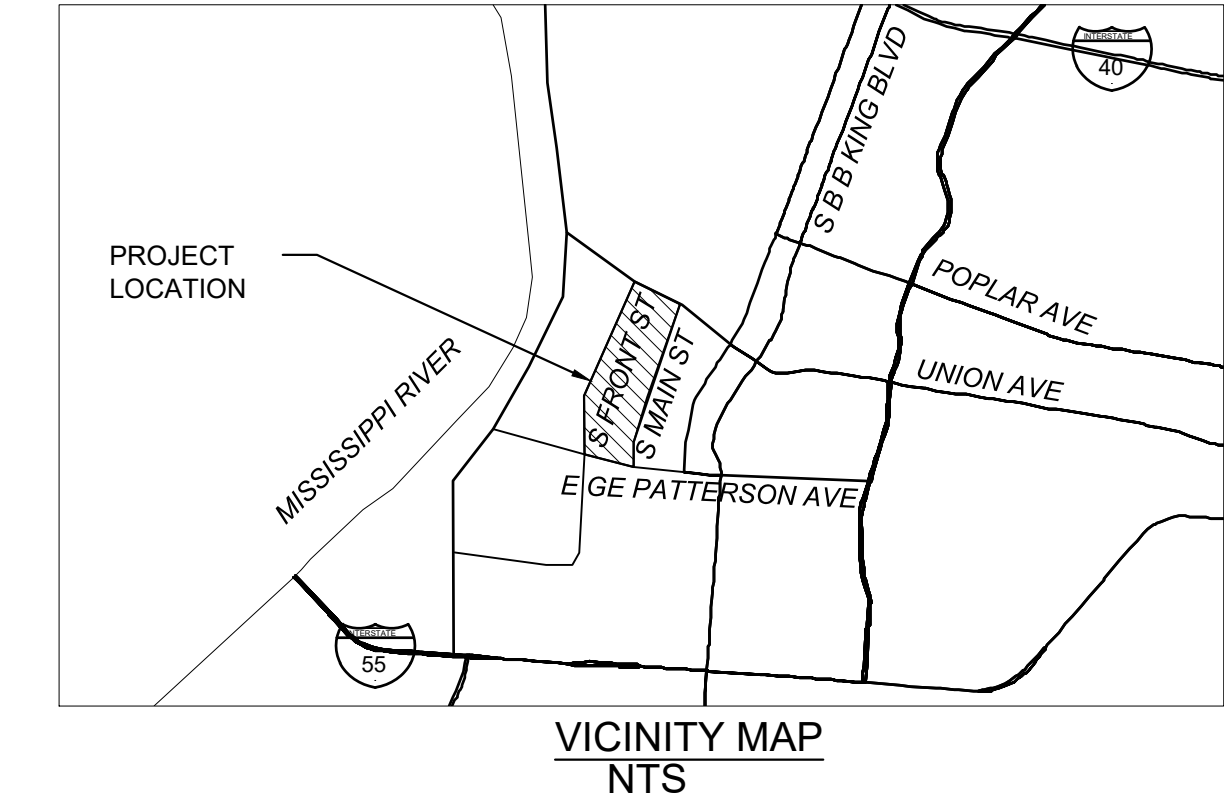 INTERSTATE
40
S B B KING BLVD
PROJECT
LOCATION
POPLAR AVE
S FRONT ST
S MAIN ST
UNION AVE
MISSISSIPPI RIVER
E GE PATTERSON AVE
INTERSTATE
55
VICINITY MAP
NTS